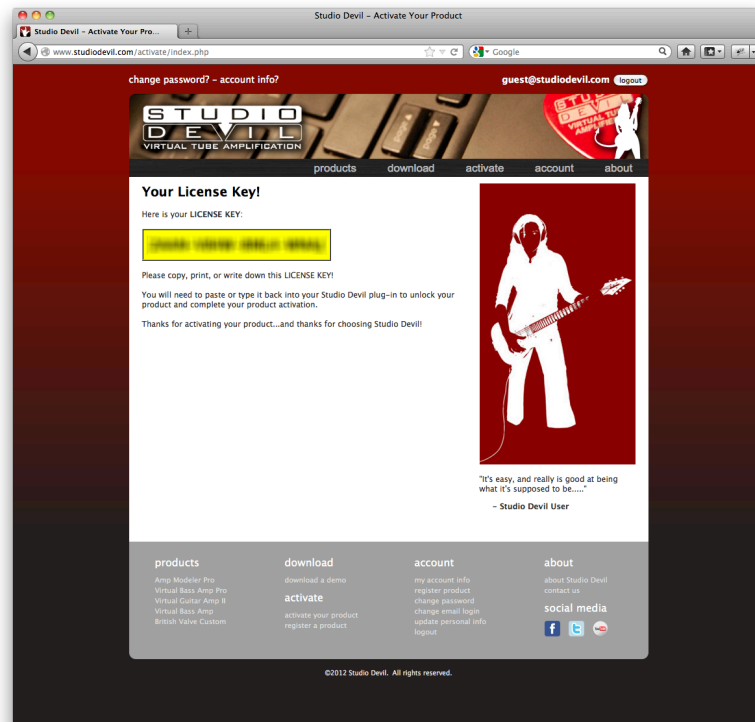 Studio Devil – Activate Your Product
Studio Devil – Activate Your Pro...
www.studiodevil.com/activate/index.php
Google
change password? – account info?
guest@studiodevil.com logout
STUDIO
DEVIL
VIRTUAL TUBE AMPLIFICATION
products download activate account about
Your License Key!
Here is your LICENSE KEY:
Please copy, print, or write down this LICENSE KEY!
You will need to paste or type it back into your Studio Devil plug-in to unlock your
product and complete your product activation.
Thanks for activating your product...and thanks for choosing Studio Devil!
"It's easy, and really is good at being
what it's supposed to be....."
– Studio Devil User
products
Amp Modeler Pro
Virtual Bass Amp Pro
Virtual Guitar Amp II
Virtual Bass Amp
British Valve Custom
download
download a demo
activate
activate your product
register a product
account
my account info
register product
change password
change email login
update personal info
logout
about
about Studio Devil
contact us
social media
©2012 Studio Devil. All rights reserved.